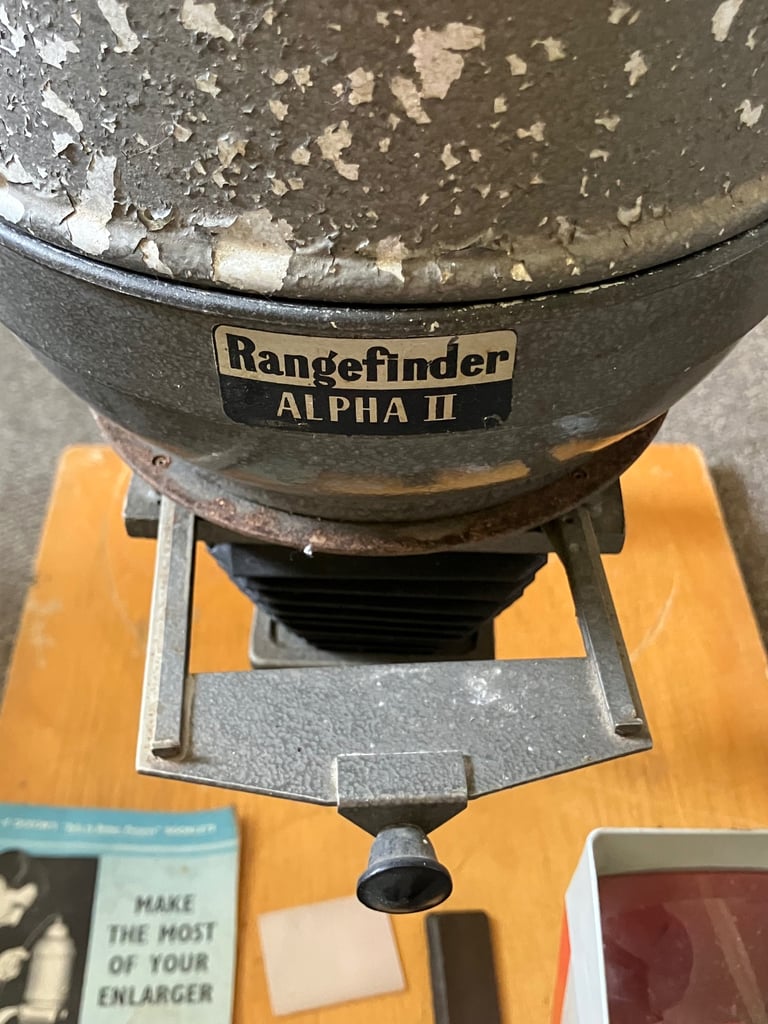 Rangefinder
ALPHA II
MAKE
THE MOST
OF YOUR
ENLARGER